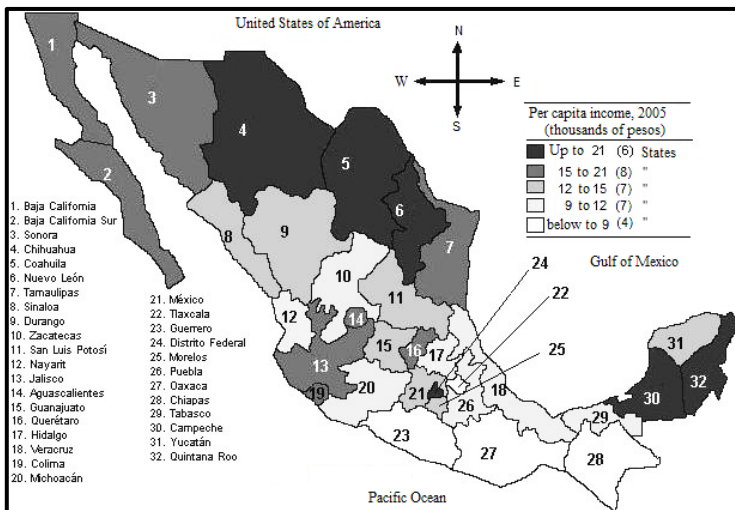 United States of America
N
W
E
S
Per capita income, 2005
(thousands of pesos)
Up to 21 (6) States
15 to 21 (8) "
12 to 15 (7) "
9 to 12 (7) "
below to 9 (4) "
Gulf of Mexico
Pacific Ocean
1. Baja California
2. Baja California Sur
3. Sonora
4. Chihuahua
5. Coahuila
6. Nuevo León
7. Tamaulipas
8. Sinaloa
9. Durango
10. Zacatecas
11. San Luis Potosí
12. Nayarit
13. Jalisco
14. Aguascalientes
15. Guanajuato
16. Querétaro
17. Hidalgo
18. Veracruz
19. Colima
20. Michoacán
21. México
22. Tlaxcala
23. Guerrero
24. Distrito Federal
25. Morelos
26. Puebla
27. Oaxaca
28. Chiapas
29. Tabasco
30. Campeche
31. Yucatán
32. Quintana Roo
1
2
3
4
5
6
7
8
9
10
11
12
13
14
15
16
17
18
19
20
21
22
23
24
25
26
27
28
29
30
31
32